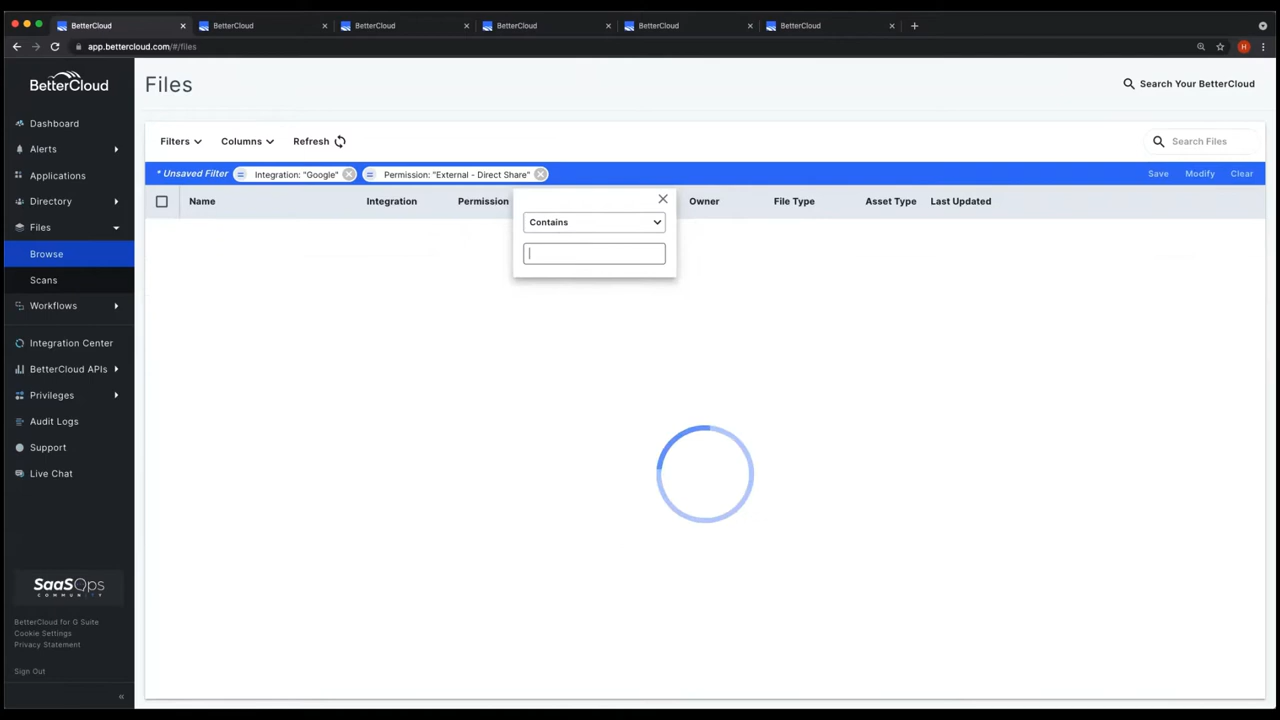 BetterCloud BetterCloud BetterCloud BetterCloud BetterCloud BetterCloud
app.bettercloud.com/#/files
H
BetterCloud
Files
Search Your BetterCloud
Dashboard
Alerts
Applications
Directory
Files
Browse
Scans
Workflows
Integration Center
BetterCloud APIs
Privileges
Audit Logs
Support
Live Chat
Filters Columns Refresh
Search Files
* Unsaved Filter = Integration: "Google" = Permission: "External - Direct Share"
Save Modify Clear
Name Integration Permission Owner File Type Asset Type Last Updated
Contains
SaaSOps
COMMUNITY
BetterCloud for G Suite
Cookie Settings
Privacy Statement
Sign Out
«